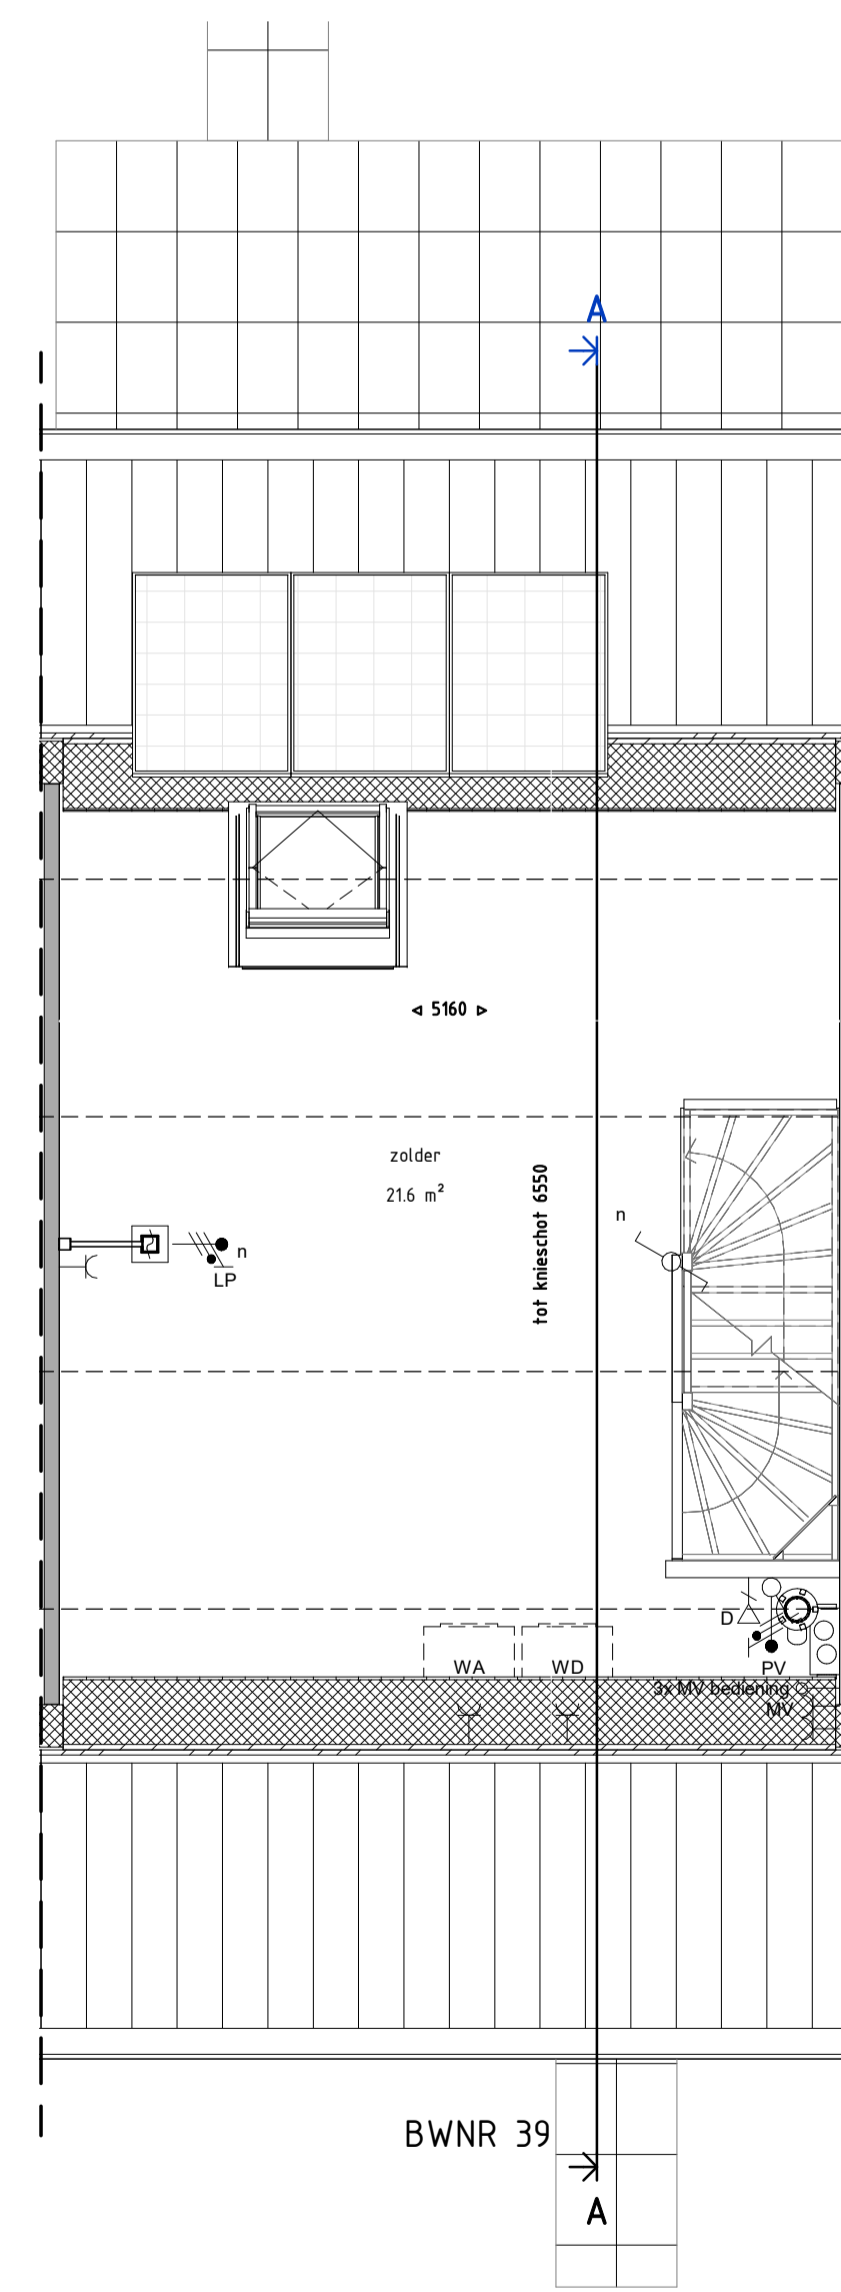 A
5160
zolder
21.6 m²
tot knieschot 6550
n
n
LP
D
WA
WD
PV
3x MV bediening
MV
BWNR 39
A